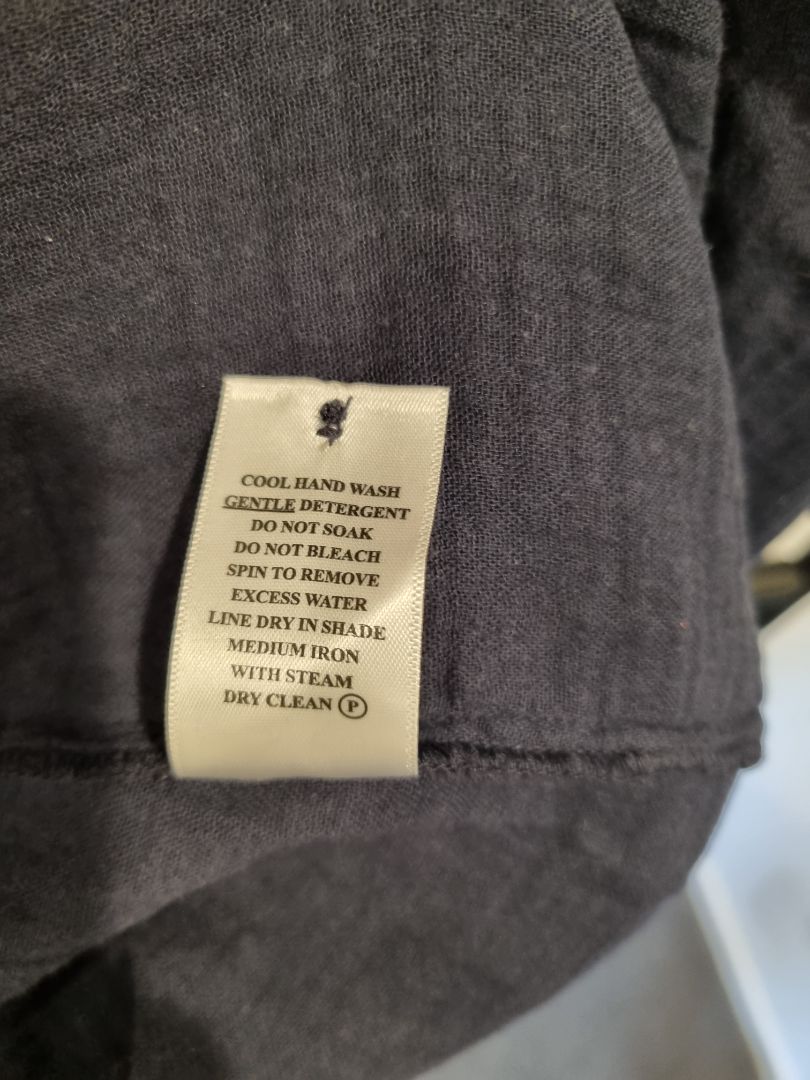 COOL HAND WASH
GENTLE DETERGENT
DO NOT SOAK
DO NOT BLEACH
SPIN TO REMOVE
EXCESS WATER
LINE DRY IN SHADE
MEDIUM IRON
WITH STEAM
DRY CLEAN Ⓟ